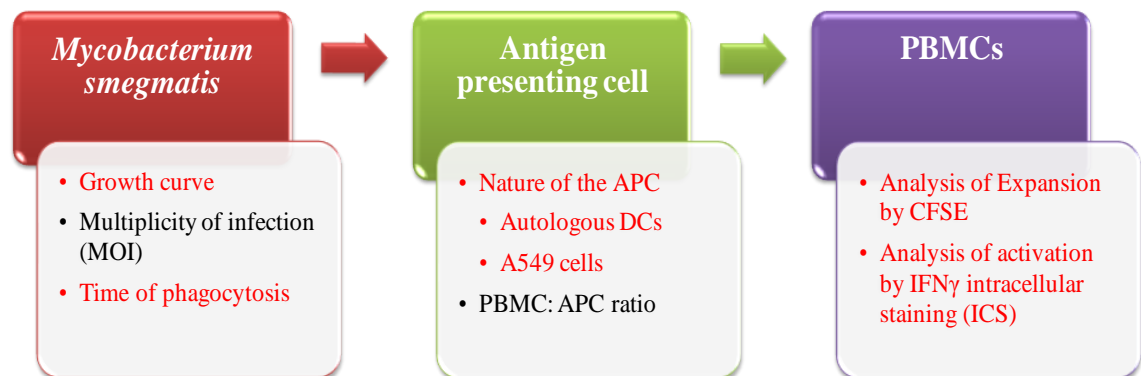 Mycobacterium
smegmatis
• Growth curve
• Multiplicity of infection
(MOI)
• Time of phagocytosis
Antigen
presenting cell
• Nature of the APC
• Autologous DCs
• A549 cells
• PBMC: APC ratio
PBMCs
• Analysis of Expansion
by CFSE
• Analysis of activation
by IFNγ intracellular
staining (ICS)